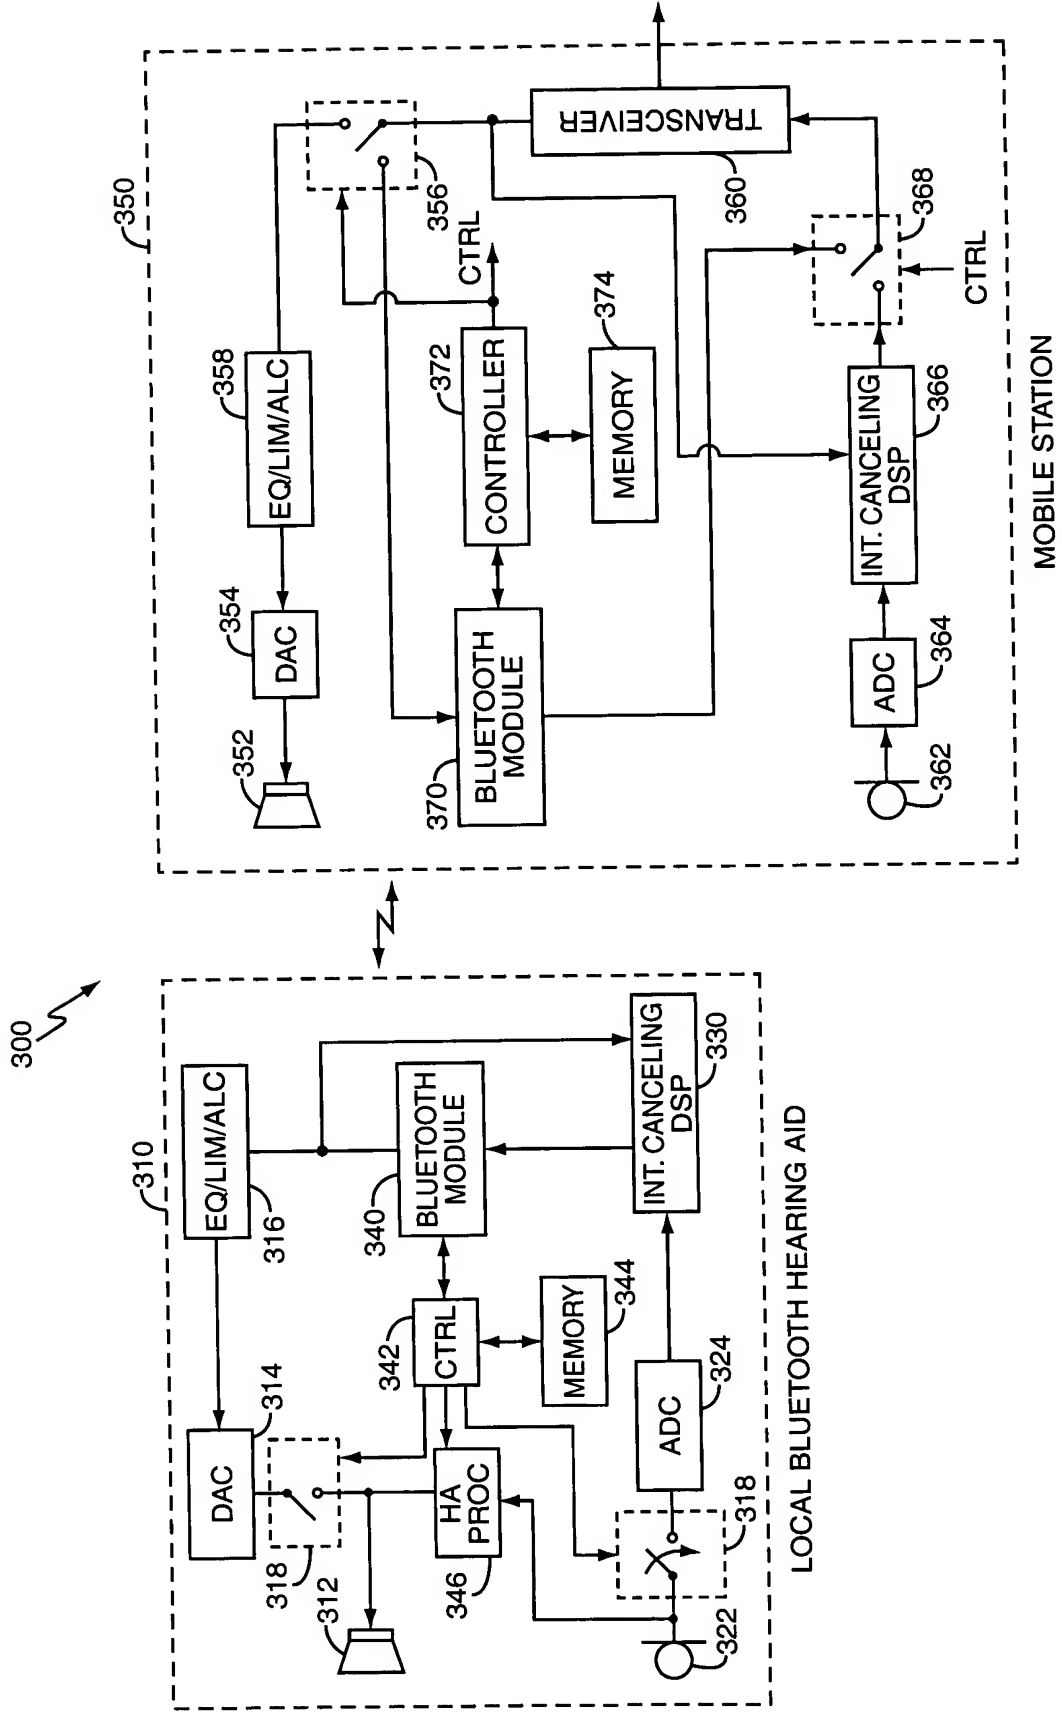 300
310
EQ/LIM/ALC
316
DAC
314
318
312
BLUETOOTH
MODULE
340
CTRL
342
MEMORY
344
HA
PROC
346
INT. CANCELING
DSP
330
ADC
324
318
322
LOCAL BLUETOOTH HEARING AID
350
352
DAC
354
EQ/LIM/ALC
358
356
CTRL
BLUETOOTH
MODULE
370
CONTROLLER
372
MEMORY
374
TRANSCEIVER
360
368
CTRL
INT. CANCELING
DSP
366
ADC
364
362
MOBILE STATION